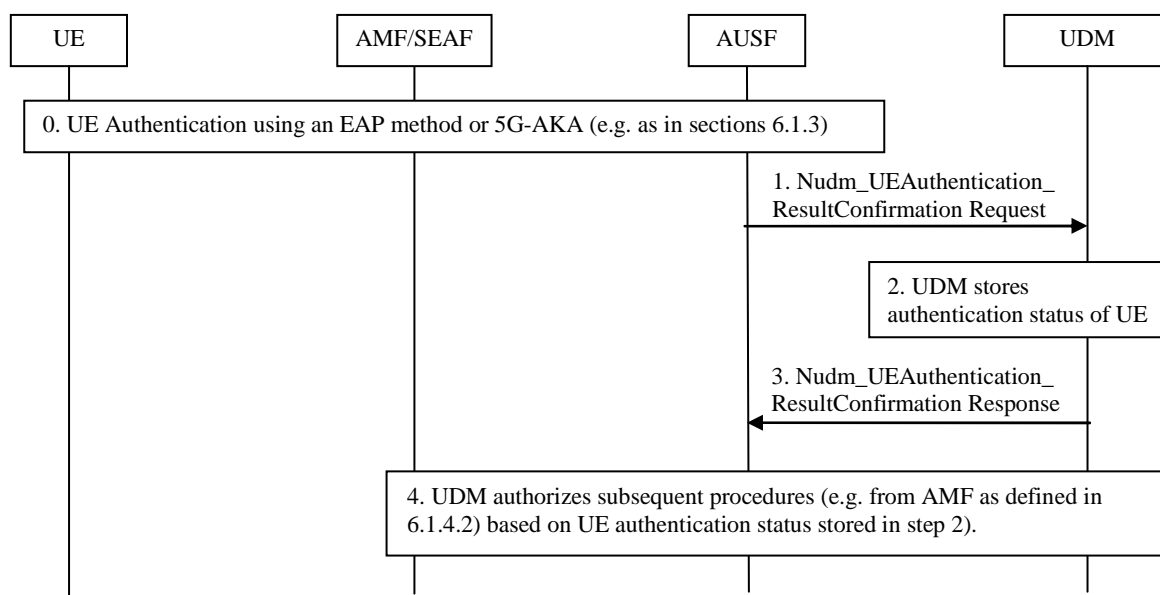 UE
AMF/SEAF
AUSF
UDM
0. UE Authentication using an EAP method or 5G-AKA (e.g. as in sections 6.1.3)
1. Nudm_UEAuthentication_
ResultConfirmation Request
2. UDM stores
authentication status of UE
3. Nudm_UEAuthentication_
ResultConfirmation Response
4. UDM authorizes subsequent procedures (e.g. from AMF as defined in
6.1.4.2) based on UE authentication status stored in step 2).